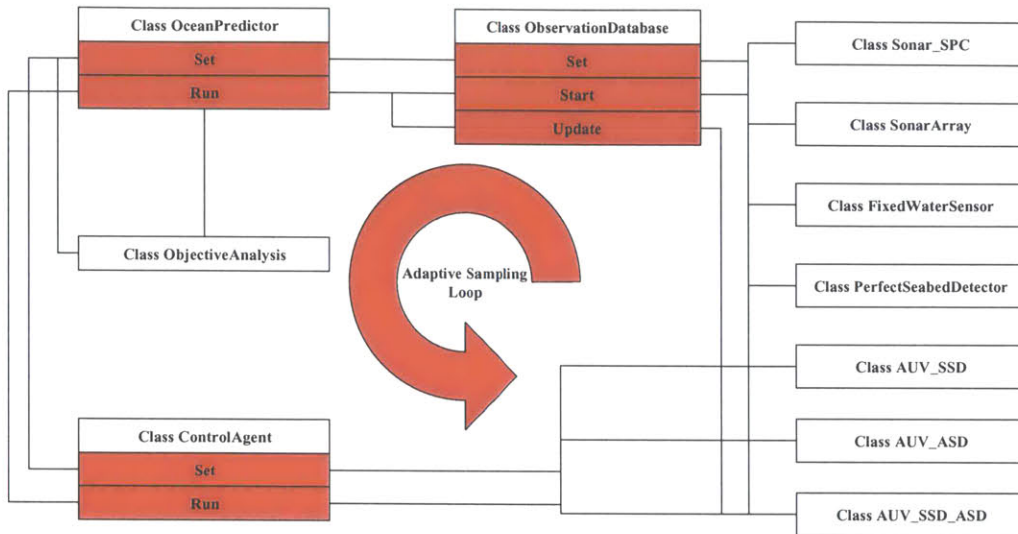 Class OceanPredictor
Set
Run
Class ObservationDatabase
Set
Start
Update
Class Sonar_SPC
Class SonarArray
Class FixedWaterSensor
Class PerfectSeabedDetector
Class AUV_SSD
Class AUV_ASD
Class AUV_SSD_ASD
Class ObjectiveAnalysis
Adaptive Sampling
Loop
Class ControlAgent
Set
Run